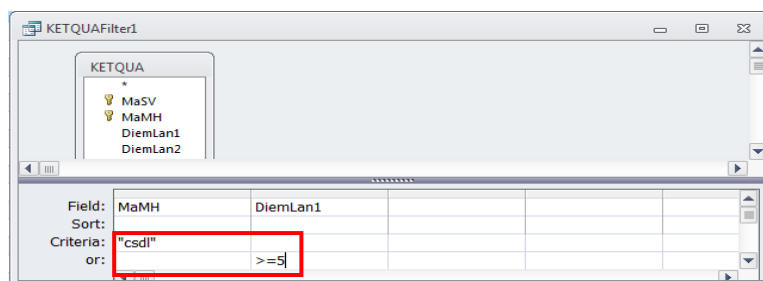 KETQUAFilter1
KETQUA
*
MaSV
MaMH
DiemLan1
DiemLan2
Field: MaMH DiemLan1
Sort:
Criteria: "csdl"
or: >=5